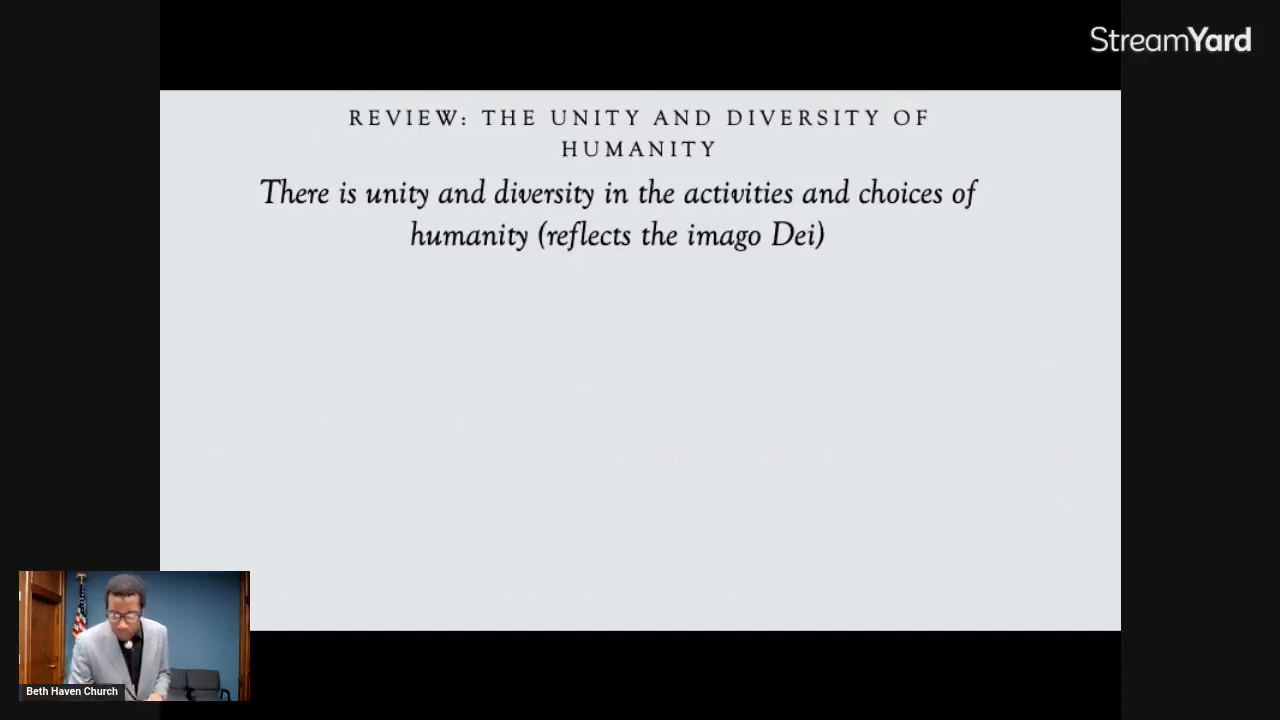 StreamYard
REVIEW: THE UNITY AND DIVERSITY OF
HUMANITY
There is unity and diversity in the activities and choices of
humanity (reflects the imago Dei)
Beth Haven Church